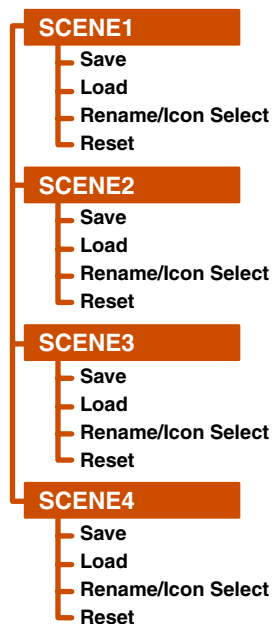 SCENE1
Save
Load
Rename/Icon Select
Reset
SCENE2
Save
Load
Rename/Icon Select
Reset
SCENE3
Save
Load
Rename/Icon Select
Reset
SCENE4
Save
Load
Rename/Icon Select
Reset